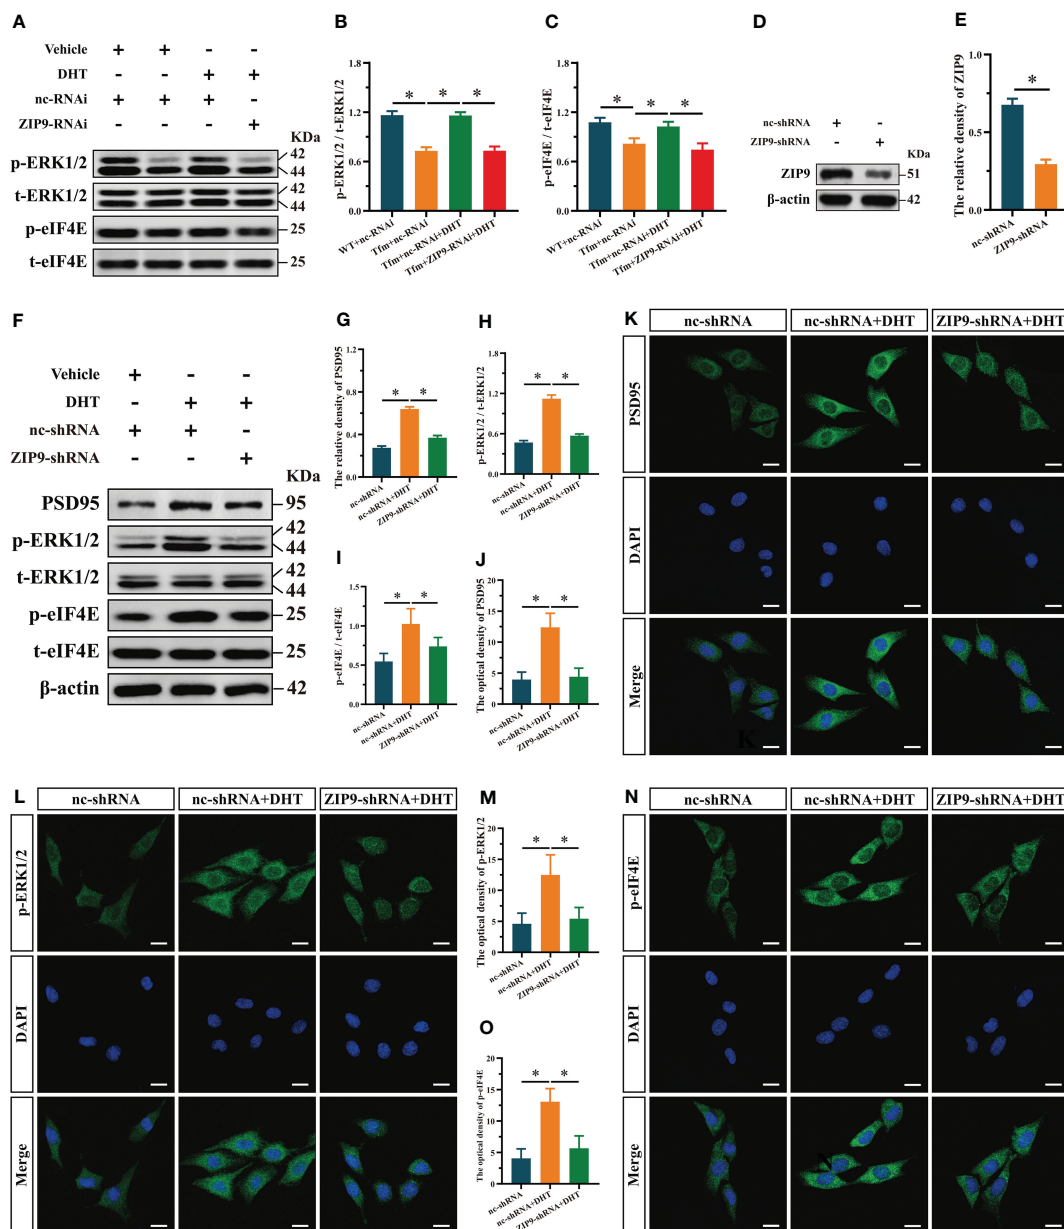 A
Vehicle + + - -
DHT - - + +
nc-RNAi + + + -
ZIP9-RNAi - - - +
KDa
p-ERK1/2 42
44
t-ERK1/2 42
44
p-eIF4E 25
t-eIF4E 25
B
p-ERK1/2 / t-ERK1/2
1.8
1.2
0.6
0.0
* * *
WT+nc-RNAi
Tfm+nc-RNAi
Tfm+nc-RNAi+DHT
Tfm+ZIP9-RNAi+DHT
C
p-eIF4E / t-eIF4E
1.8
1.2
0.6
0.0
* * *
WT+nc-RNAi
Tfm+nc-RNAi
Tfm+nc-RNAi+DHT
Tfm+ZIP9-RNAi+DHT
D
nc-shRNA + -
ZIP9-shRNA - +
KDa
ZIP9 51
β-actin 42
E
The relative density of ZIP9
1.0
0.5
0.0
*
nc-shRNA
ZIP9-shRNA
F
Vehicle + - -
DHT - + +
nc-shRNA + + -
ZIP9-shRNA - - +
KDa
PSD95 95
p-ERK1/2 42
44
t-ERK1/2 42
44
p-eIF4E 25
t-eIF4E 25
β-actin 42
G
The relative density of PSD95
1.2
0.8
0.4
0.0
* *
nc-shRNA
nc-shRNA+DHT
ZIP9-shRNA+DHT
H
p-ERK1/2 / t-ERK1/2
1.8
1.2
0.6
0.0
* *
nc-shRNA
nc-shRNA+DHT
ZIP9-shRNA+DHT
I
p-eIF4E / t-eIF4E
1.5
1.0
0.5
0.0
* *
nc-shRNA
nc-shRNA+DHT
ZIP9-shRNA+DHT
J
The optical density of PSD95
20
15
10
5
0
* *
nc-shRNA
nc-shRNA+DHT
ZIP9-shRNA+DHT
K
nc-shRNA nc-shRNA+DHT ZIP9-shRNA+DHT
PSD95
DAPI
Merge
K
L
nc-shRNA nc-shRNA+DHT ZIP9-shRNA+DHT
p-ERK1/2
DAPI
Merge
M
The optical density of p-ERK1/2
20
15
10
5
0
* *
nc-shRNA
nc-shRNA+DHT
ZIP9-shRNA+DHT
O
The optical density of p-eIF4E
20
15
10
5
0
* *
nc-shRNA
nc-shRNA+DHT
ZIP9-shRNA+DHT
N
nc-shRNA nc-shRNA+DHT ZIP9-shRNA+DHT
p-eIF4E
DAPI
Merge
N